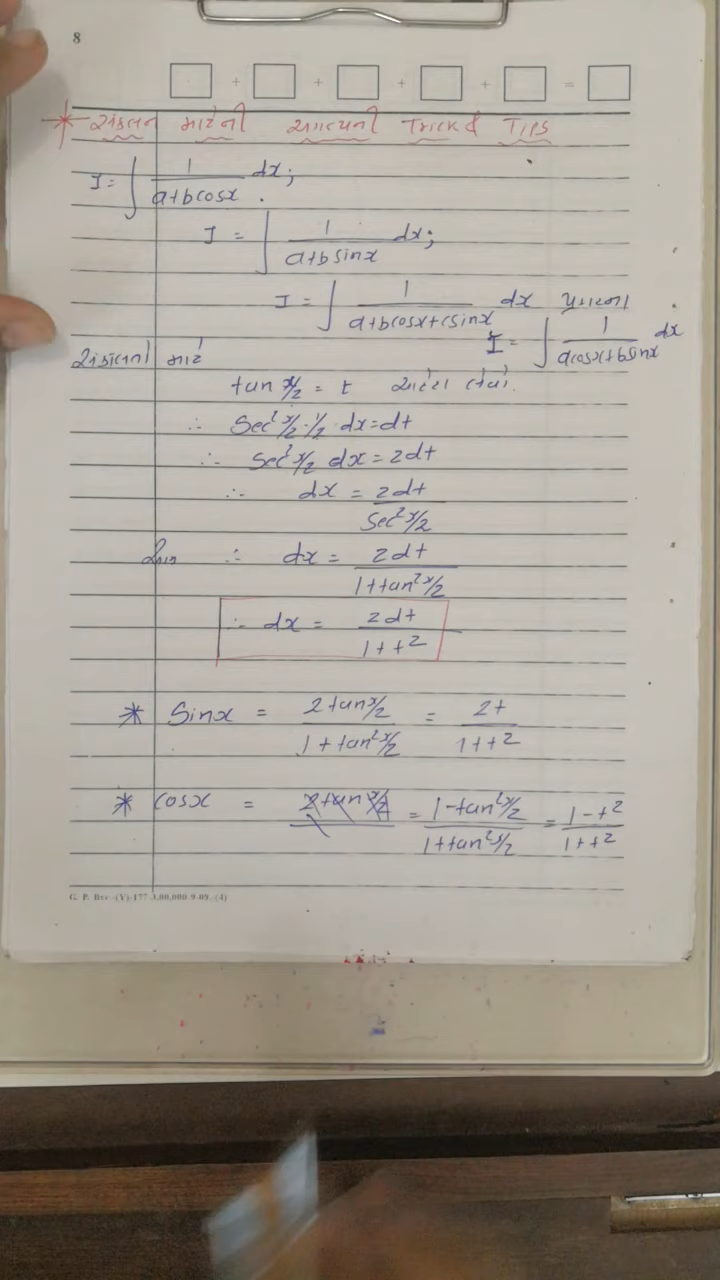 8
+ + + + =
* સંકલન માટેની અગત્યની Trick & Tips
I = ∫ 1/(a+bcosx) dx;
I = ∫ 1/(a+bsinx) dx;
I = ∫ 1/(a+bcosx+csinx) dx પ્રકારના
I = ∫ 1/(acosx+bsinx) dx
માટે
tan x/2 = t આદેશ લેતાં.
∴ Sec² x/2 · 1/2 dx = dt
∴ Sec² x/2 dx = 2dt
∴ dx = 2dt/(Sec² x/2)
∴ dx = 2dt/(1+tan² x/2)
∴ dx = 2dt/(1+t²)
* Sinx = (2tan x/2)/(1+tan² x/2) = 2t/(1+t²)
* cosx = = (1-tan² x/2)/(1+tan² x/2) = (1-t²)/(1+t²)